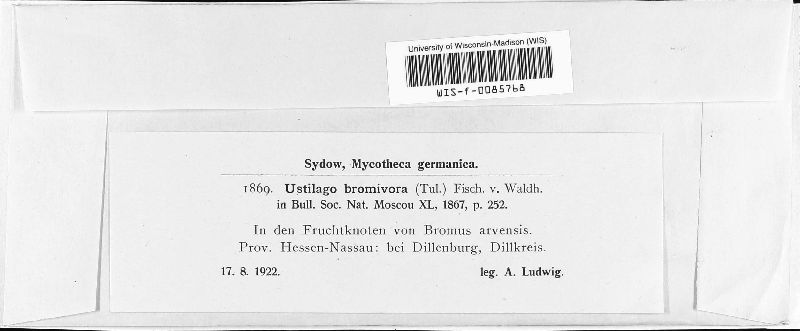 University of Wisconsin-Madison (WIS)
WIS-f-0085768
Sydow, Mycotheca germanica.
1869. Ustilago bromivora (Tul.) Fisch. v. Waldh.
in Bull. Soc. Nat. Moscou XL, 1867, p. 252.
In den Fruchtknoten von Bromus arvensis.
Prov. Hessen-Nassau: bei Dillenburg, Dillkreis.
17. 8. 1922. leg. A. Ludwig.